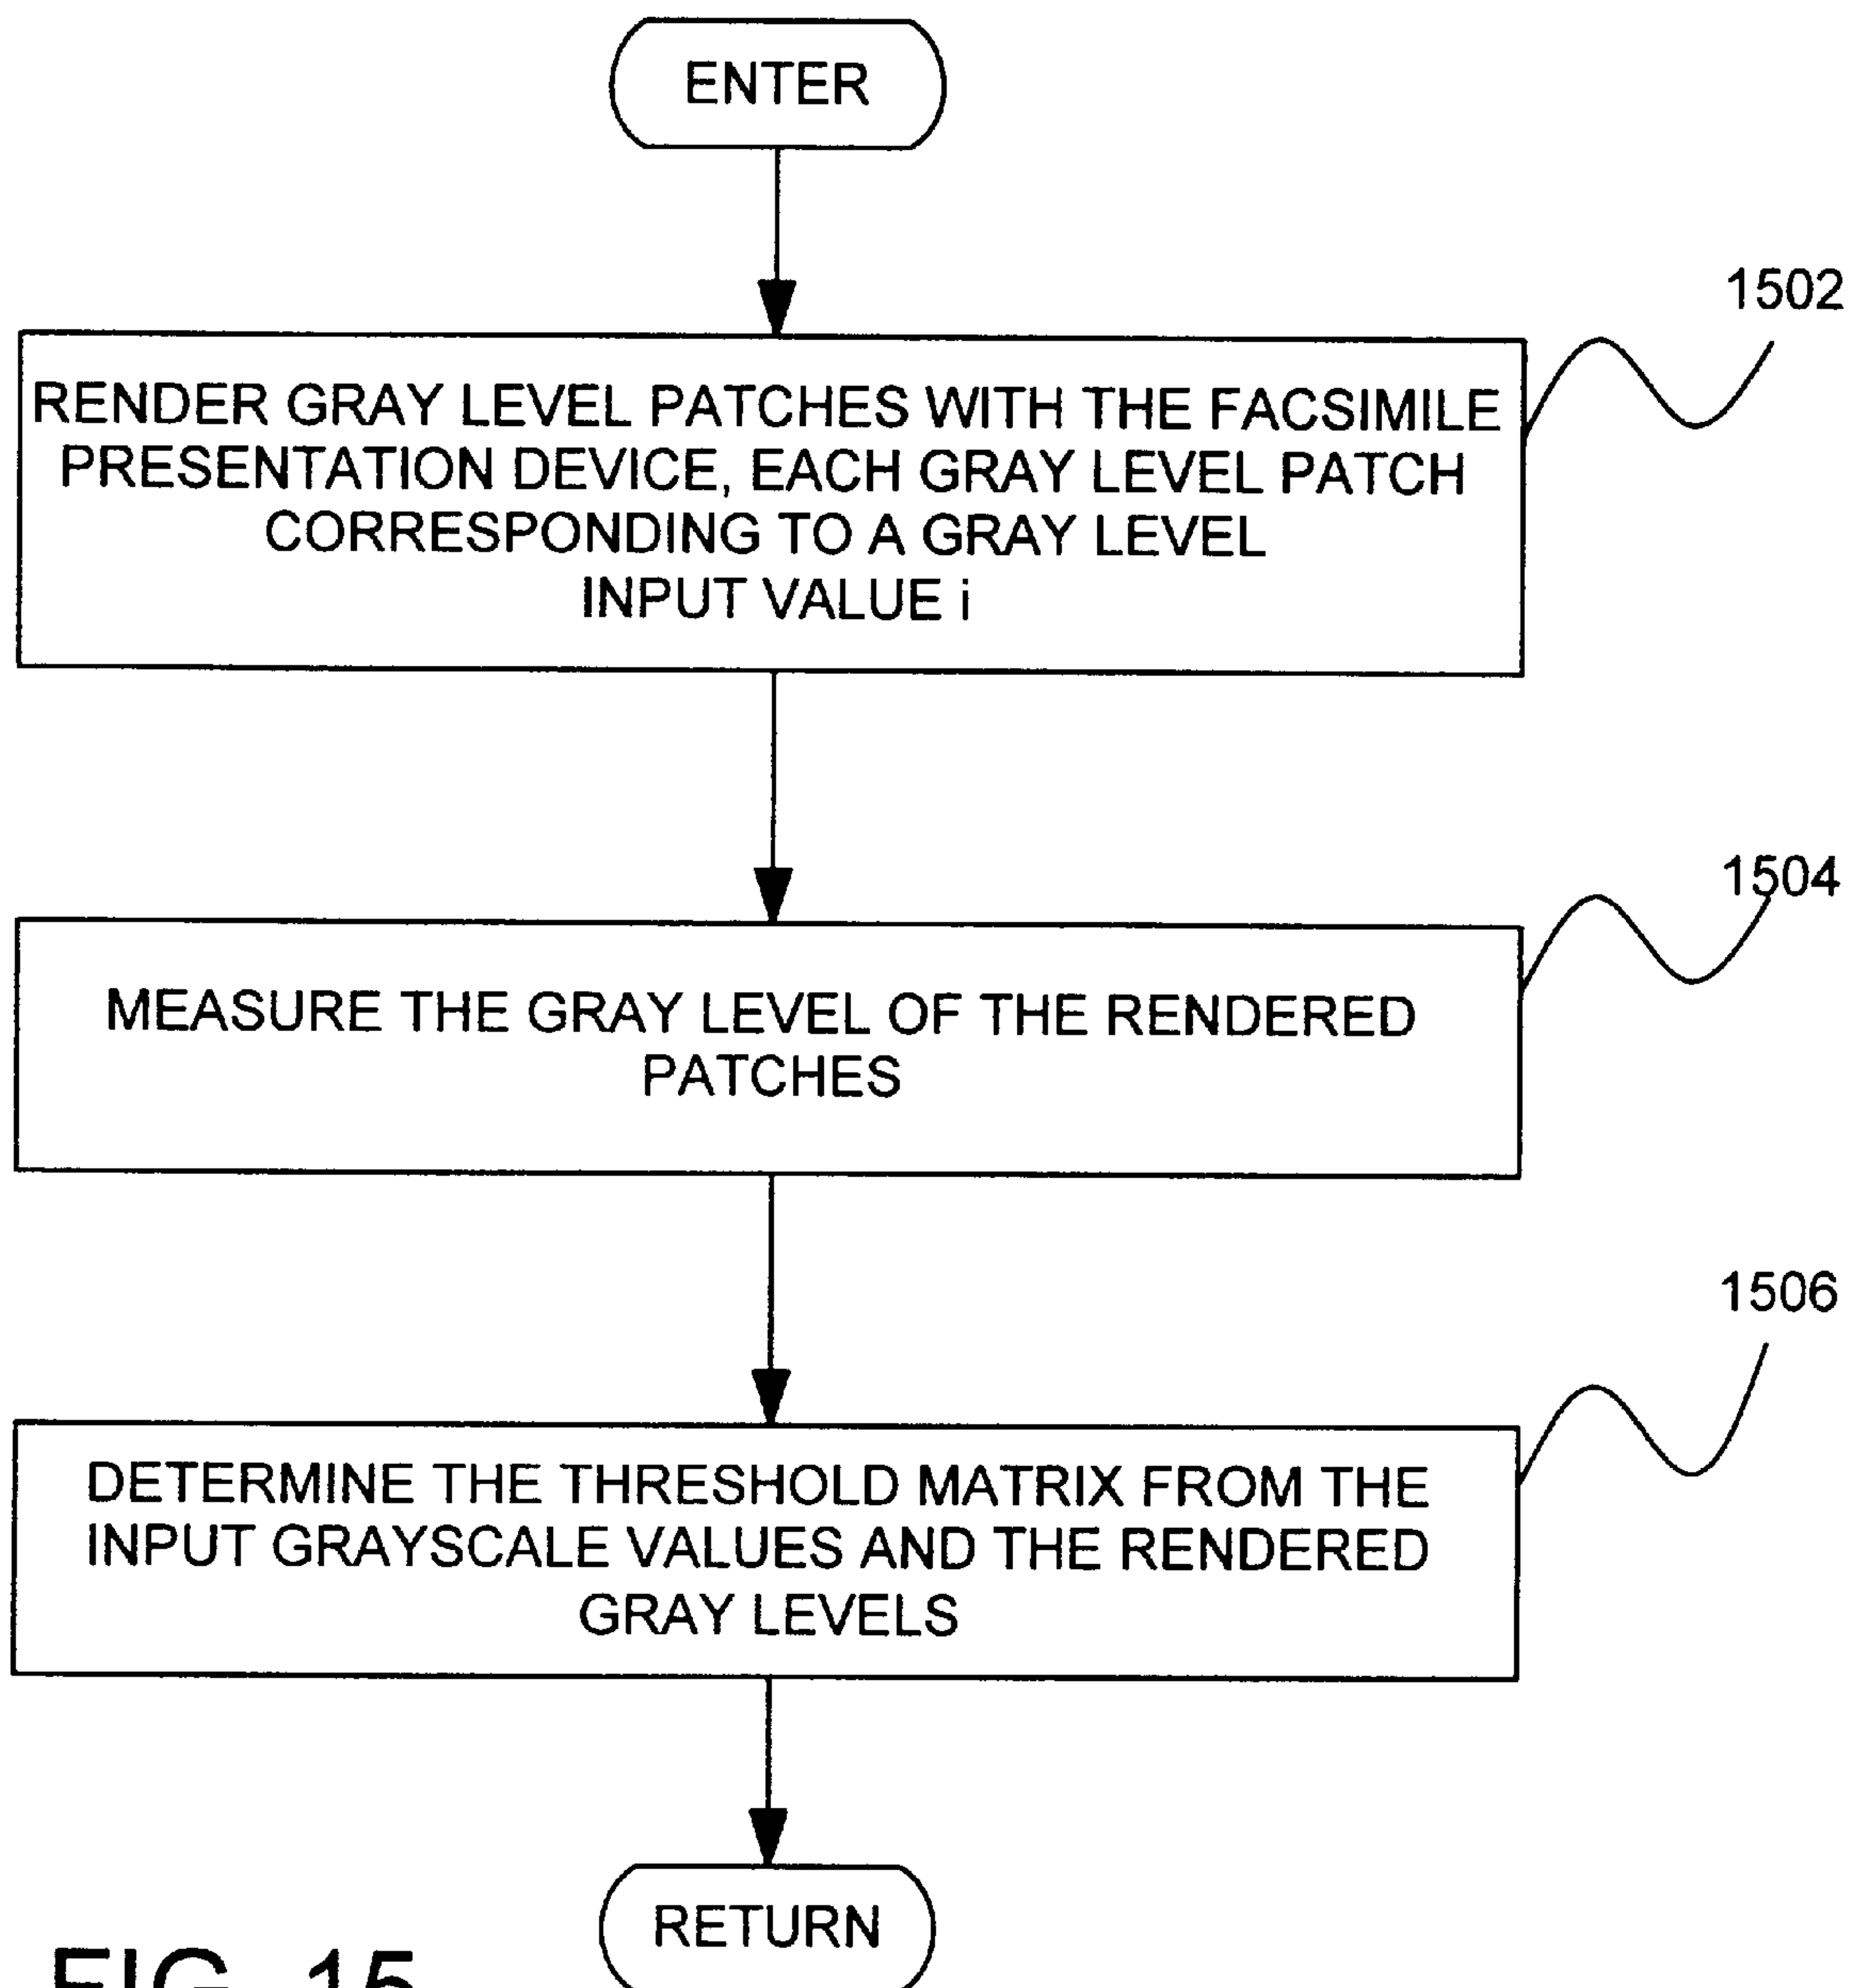 ENTER
1502
RENDER GRAY LEVEL PATCHES WITH THE FACSIMILE
PRESENTATION DEVICE, EACH GRAY LEVEL PATCH
CORRESPONDING TO A GRAY LEVEL
INPUT VALUE i
1504
MEASURE THE GRAY LEVEL OF THE RENDERED
PATCHES
1506
DETERMINE THE THRESHOLD MATRIX FROM THE
INPUT GRAYSCALE VALUES AND THE RENDERED
GRAY LEVELS
RETURN
FIG. 15